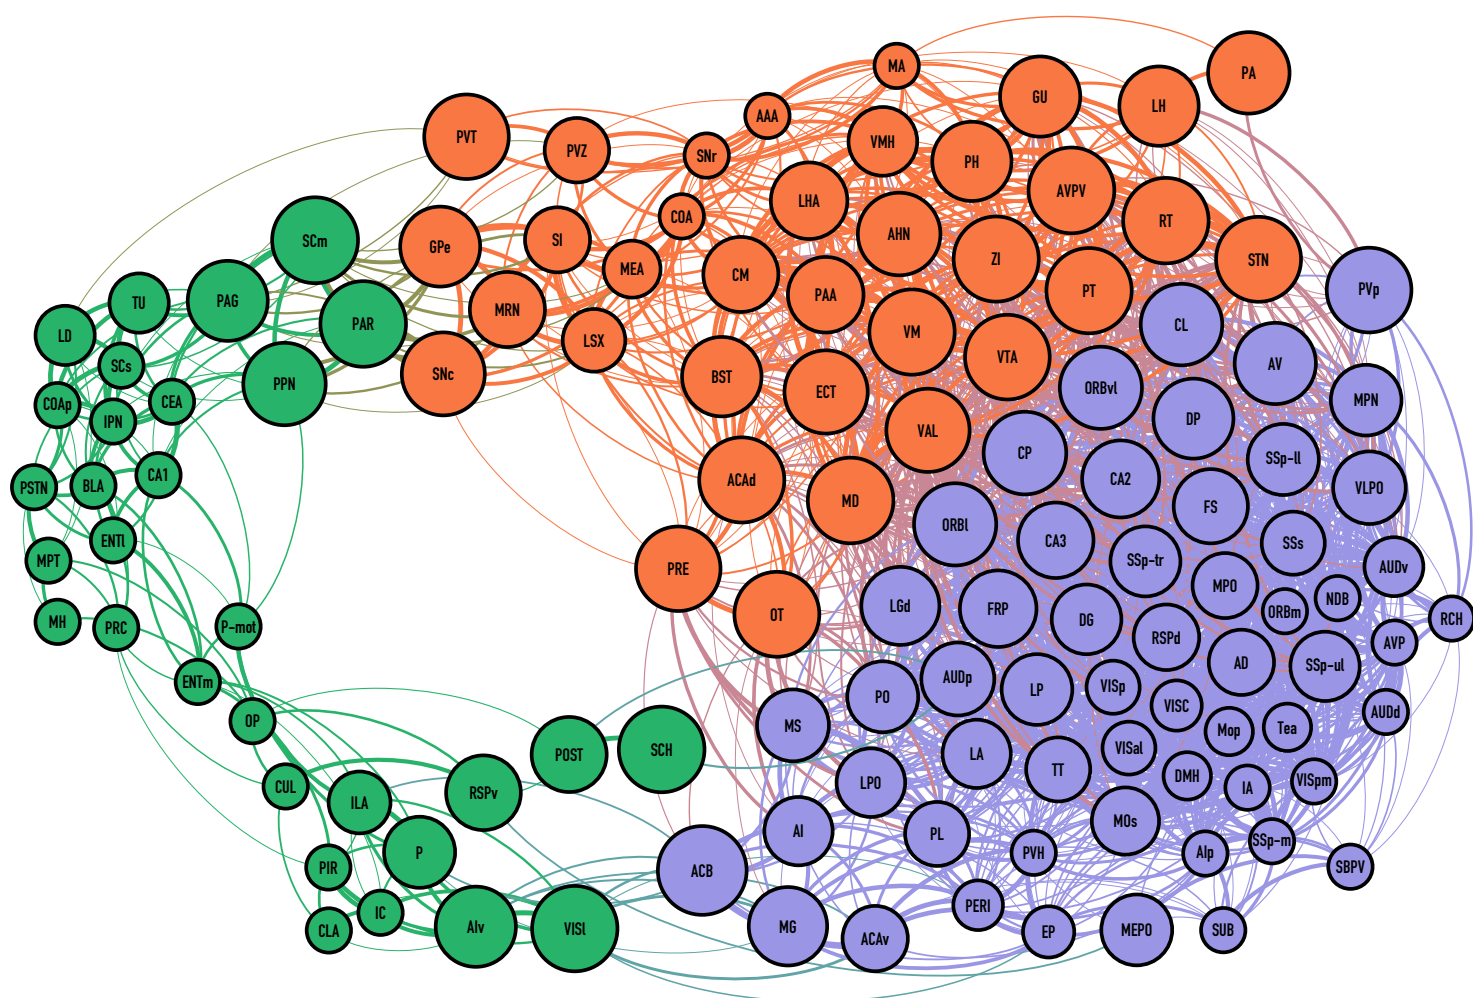 MA
PA
GU
LH
AAA
PVT
PVZ
SNr
VMH
PH
AVPV
LHA
COA
RT
SCm
GPe
SI
AHN
ZI
STN
MEA
CM
PAA
PT
PVp
TU
PAG
PAR
MRN
LD
LSX
VM
CL
VTA
SCs
PPN
SNc
BST
ECT
ORBvl
AV
COAp
CEA
MPN
IPN
DP
VAL
CP
SSp-ll
PSTN
BLA
CA1
ACAd
MD
CA2
VLPO
FS
ORBl
ENTl
CA3
SSs
MPT
PRE
SSp-tr
AUDv
MPO
NDB
MH
PRC
P-mot
OT
LGd
FRP
DG
ORBm
RCH
RSPd
AVP
AD
SSp-ul
ENTm
AUDp
LP
VISp
PO
OP
MS
VISC
AUDd
POST
SCH
Mop
Tea
VISal
LA
TT
DMH
CUL
ILA
RSPv
LPO
IA
VISpm
P
AI
PL
MOs
PVH
AIp
SSp-m
PIR
ACB
SBPV
CLA
IC
AIv
VISl
MG
ACAv
PERI
EP
MEPO
SUB